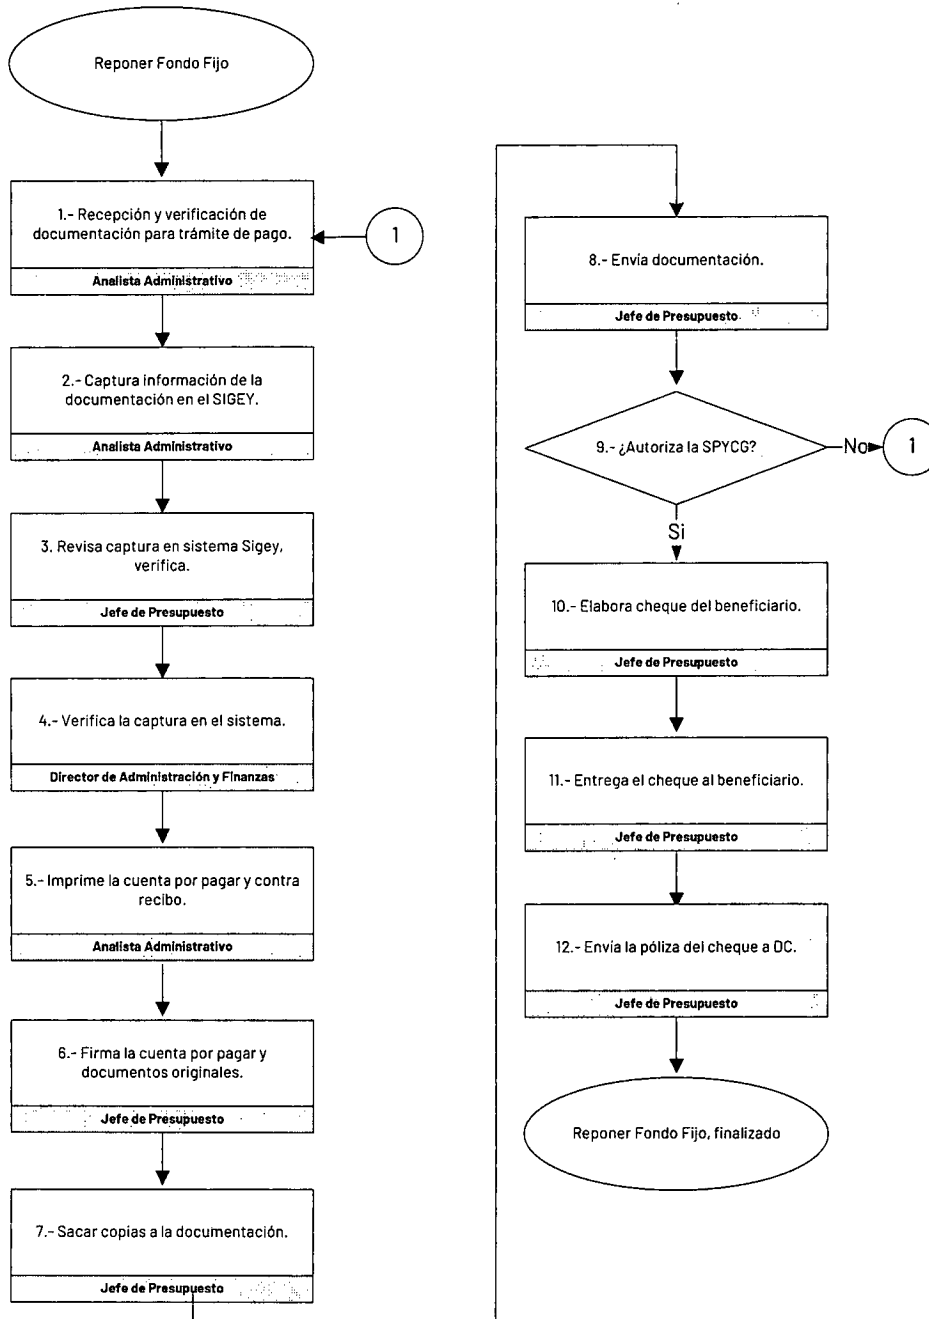 Reponer Fondo Fijo
1.- Recepción y verificación de
documentación para trámite de pago.
Analista Administrativo
1
2.- Captura información de la
documentación en el SIGEY.
Analista Administrativo
3. Revisa captura en sistema Sigey,
verifica.
Jefe de Presupuesto
4.- Verifica la captura en el sistema.
Director de Administración y Finanzas
5.- Imprime la cuenta por pagar y contra
recibo.
Analista Administrativo
6.- Firma la cuenta por pagar y
documentos originales.
Jefe de Presupuesto
7.- Sacar copias a la documentación.
Jefe de Presupuesto
8.- Envía documentación.
Jefe de Presupuesto
9.- ¿Autoriza la SPYCG?
No
1
Si
10.- Elabora cheque del beneficiario.
Jefe de Presupuesto
11.- Entrega el cheque al beneficiario.
Jefe de Presupuesto
12.- Envía la póliza del cheque a DC.
Jefe de Presupuesto
Reponer Fondo Fijo, finalizado